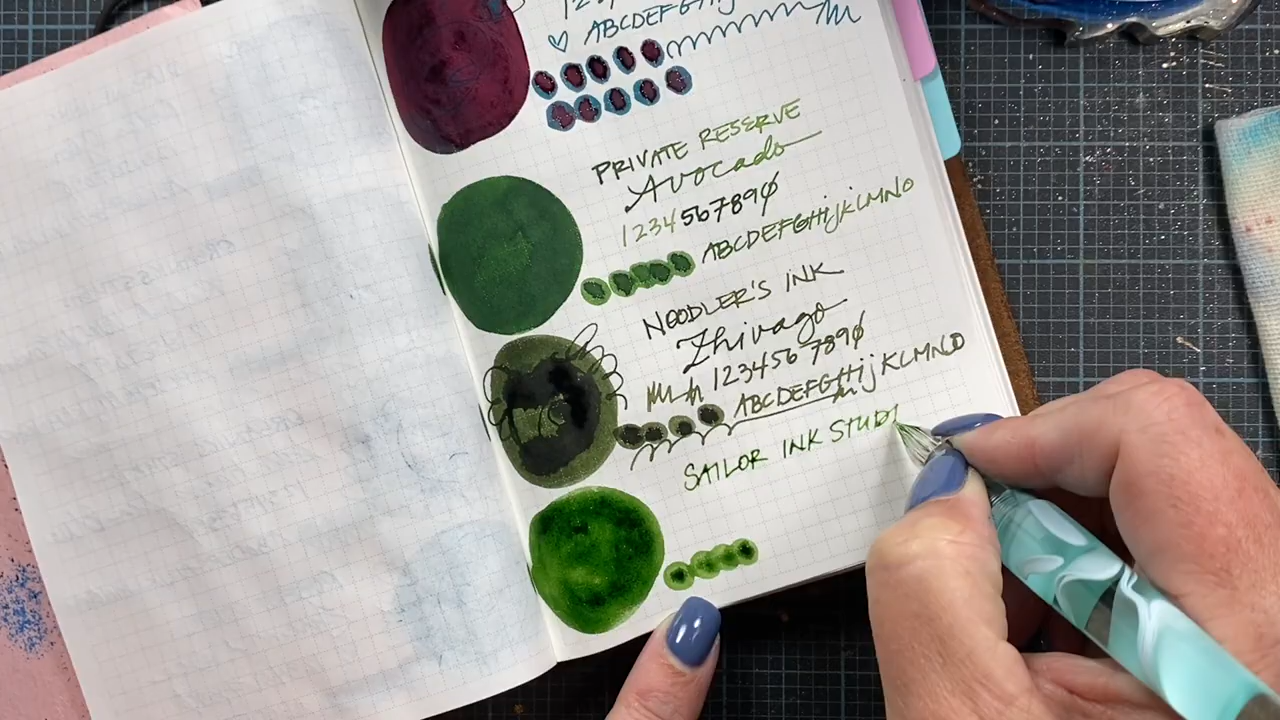 ♡ ABCDEFGHij
PRIVATE RESERVE
Avocado
1234567890
ABCDEFGHijKLMNO
NOODLER'S INK
Zhivago
1234567890
ABCDEFGHijKLMNO
SAILOR INK STUDI